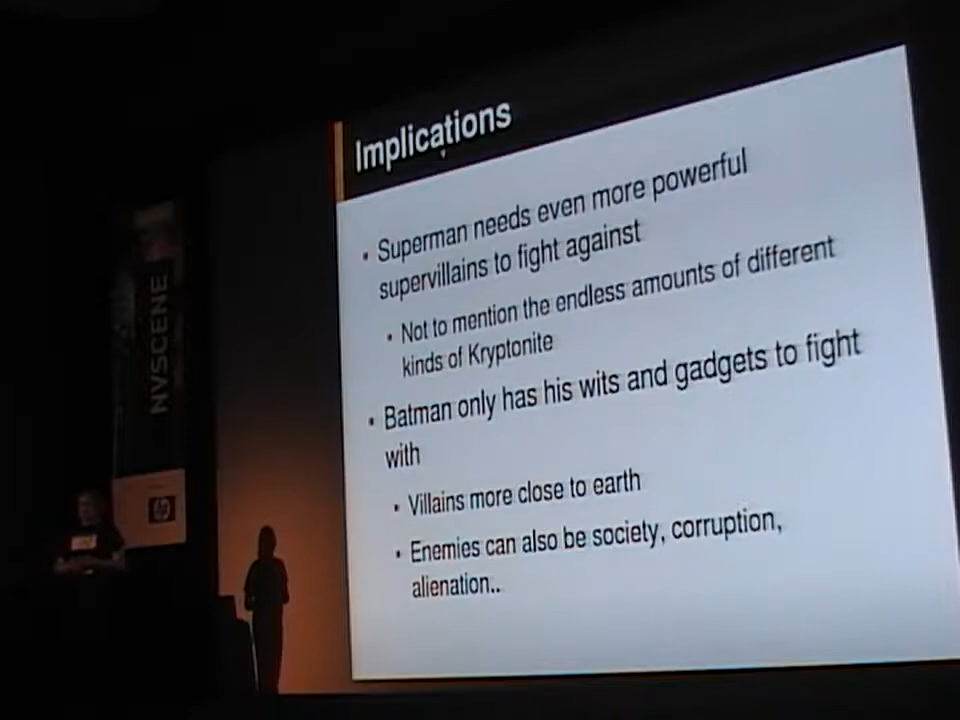 Implications
• Superman needs even more powerful
supervillains to fight against
• Not to mention the endless amounts of different
kinds of Kryptonite
• Batman only has his wits and gadgets to fight
with
• Villains more close to earth
• Enemies can also be society, corruption,
alienation..
NVSCENE
hp